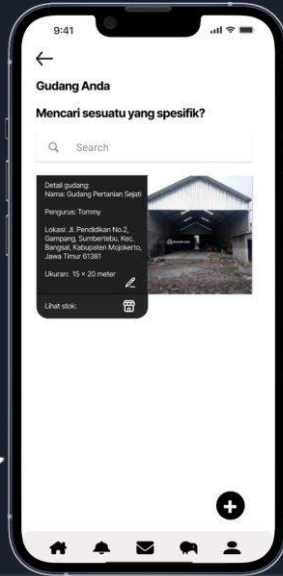 9:41
Gudang Anda
Mencari sesuatu yang spesifik?
Search
Detail gudang:
Nama: Gudang Pertanian Sejati
Pengurus: Tommy
Lokasi: Jl. Pendidikan No.2,
Gampang, Sumbertebu, Kec.
Bangsal, Kabupaten Mojokerto,
Jawa Timur 61381
Ukuran: 15 x 20 meter
Lihat stok: